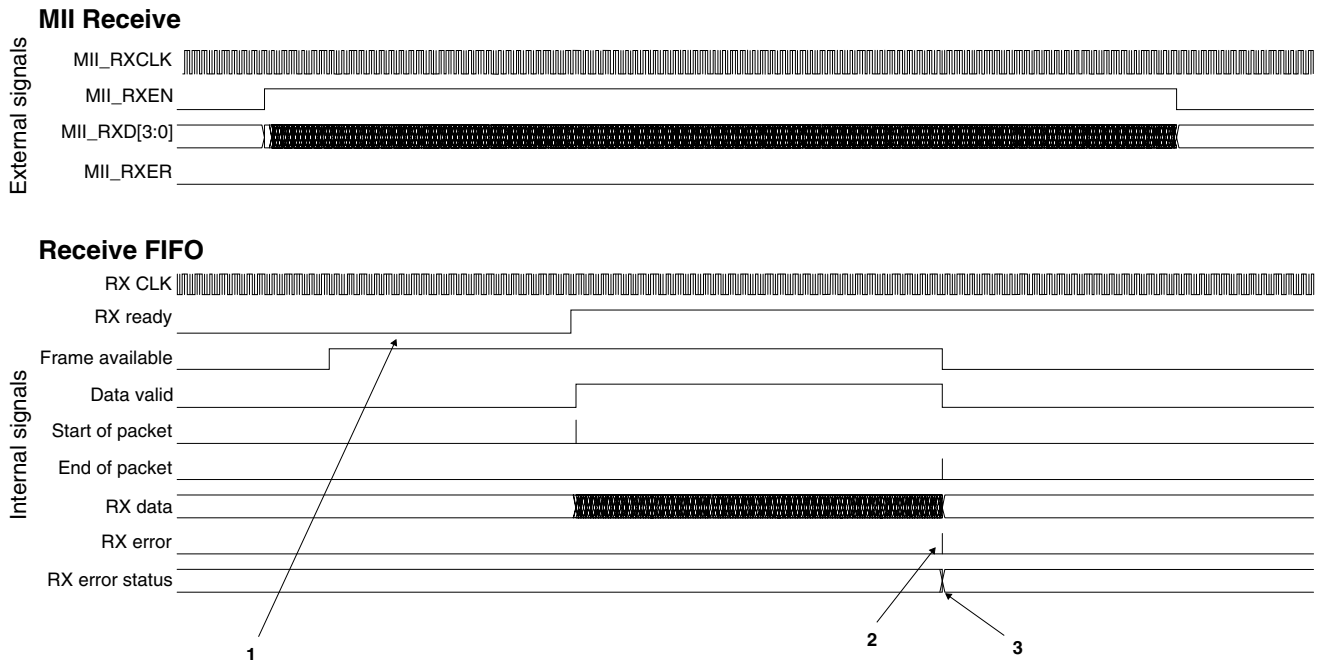 MII Receive
External signals
MII_RXCLK
MII_RXEN
MII_RXD[3:0]
MII_RXER
Receive FIFO
Internal signals
RX CLK
RX ready
Frame available
Data valid
Start of packet
End of packet
RX data
RX error
RX error status
1
2
3